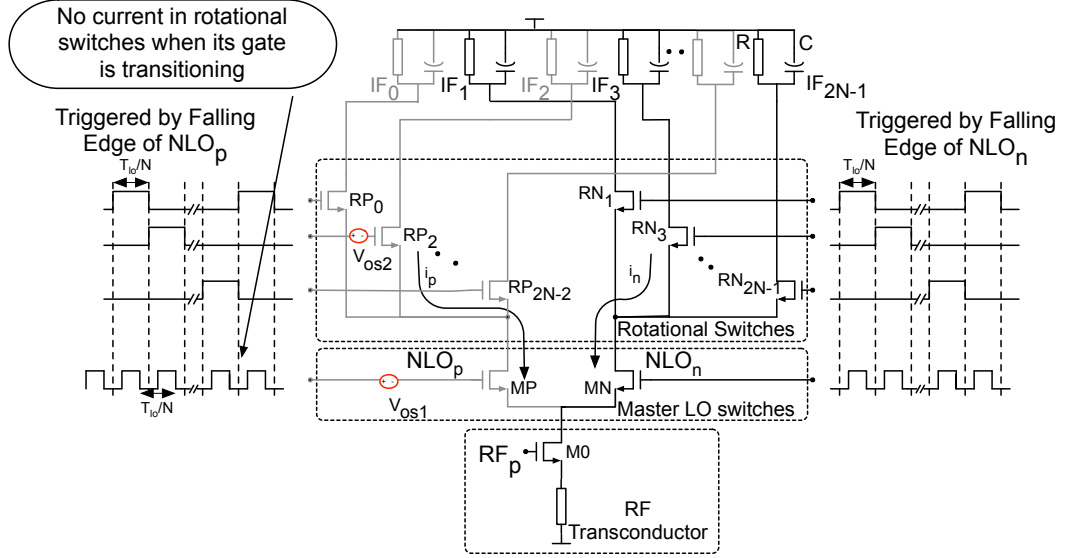 No current in rotational
switches when its gate
is transitioning
R
C
IF0
IF1
IF2
IF3
IF2N-1
Triggered by Falling
Edge of NLOp
Tlo/N
Triggered by Falling
Edge of NLOn
Tlo/N
RP0
RN1
RP2
RN3
Vos2
ip
in
RP2N-2
RN2N-1
Rotational Switches
NLOp
NLOn
MP
MN
Vos1
Tlo/N
Master LO switches
RFp
M0
RF
Transconductor